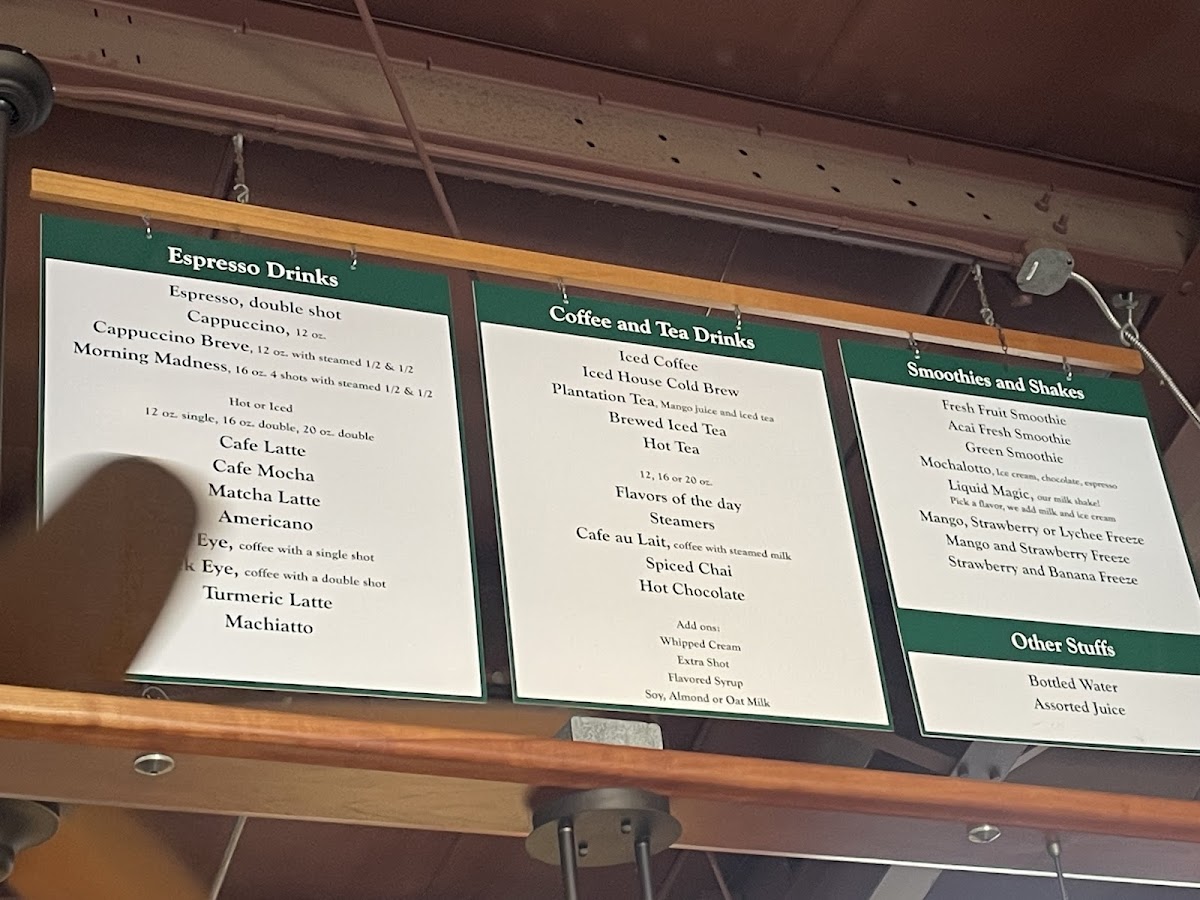 Espresso Drinks
Espresso, double shot
Cappuccino, 12 oz.
Cappuccino Breve, 12 oz. with steamed 1/2 & 1/2
Morning Madness, 16 oz. 4 shots with steamed 1/2 & 1/2
Hot or Iced
12 oz. single, 16 oz. double, 20 oz. double
Cafe Latte
Cafe Mocha
Matcha Latte
Americano
Eye, coffee with a single shot
Eye, coffee with a double shot
Turmeric Latte
Machiatto
Coffee and Tea Drinks
Iced Coffee
Iced House Cold Brew
Plantation Tea, Mango juice and iced tea
Brewed Iced Tea
Hot Tea
12, 16 or 20 oz.
Flavors of the day
Steamers
Cafe au Lait, coffee with steamed milk
Spiced Chai
Hot Chocolate
Add ons:
Whipped Cream
Extra Shot
Flavored Syrup
Soy, Almond or Oat Milk
Smoothies and Shakes
Fresh Fruit Smoothie
Acai Fresh Smoothie
Green Smoothie
Mochalotto, Ice cream, chocolate, espresso
Liquid Magic, our milk shake!
Pick a flavor, we add milk and ice cream
Mango, Strawberry or Lychee Freeze
Mango and Strawberry Freeze
Strawberry and Banana Freeze
Other Stuffs
Bottled Water
Assorted Juice